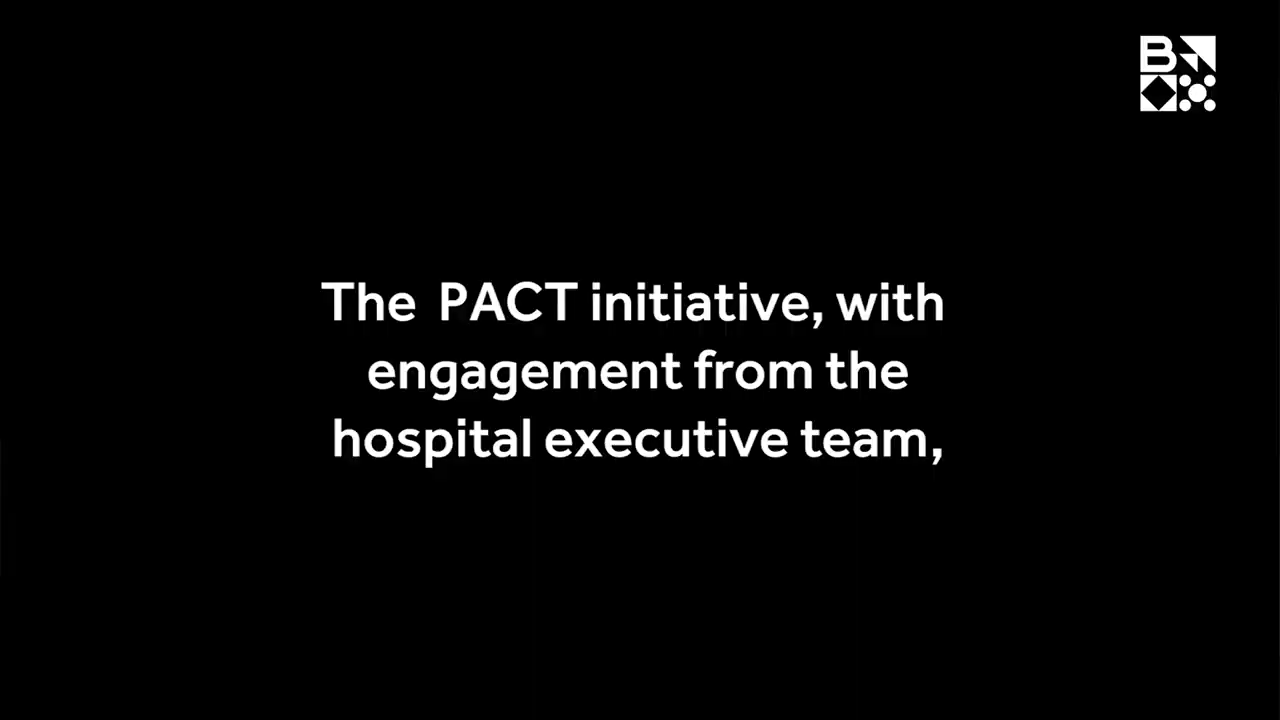 B
The PACT initiative, with
engagement from the
hospital executive team,